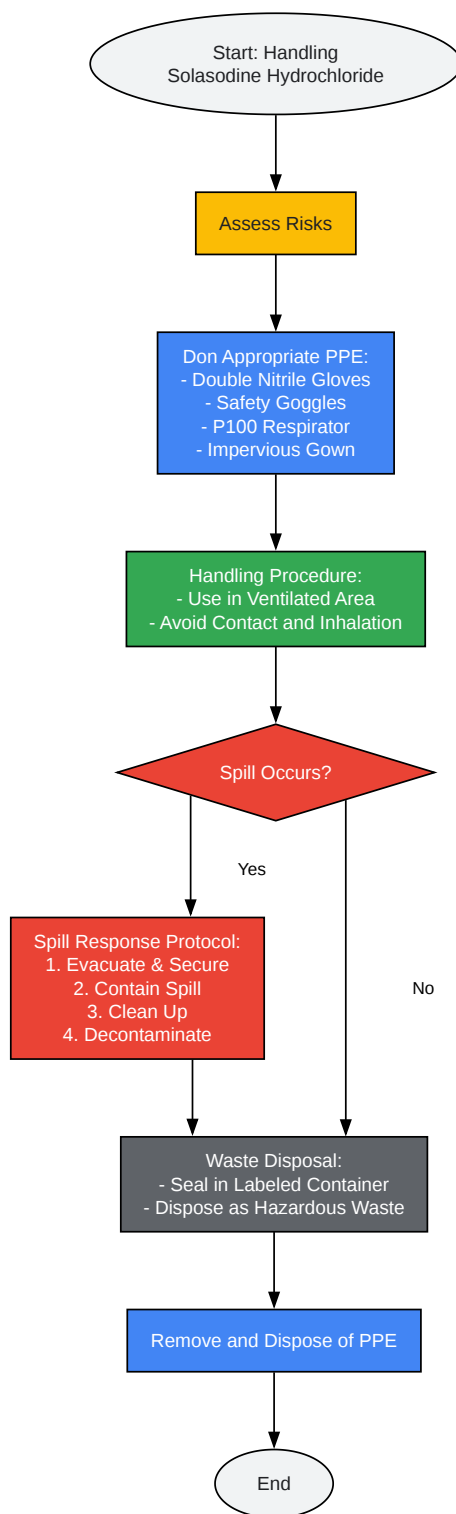 Start: Handling
Solasodine Hydrochloride
Assess Risks
Don Appropriate PPE:
- Double Nitrile Gloves
- Safety Goggles
- P100 Respirator
- Impervious Gown
Handling Procedure:
- Use in Ventilated Area
- Avoid Contact and Inhalation
Spill Occurs?
Yes
Spill Response Protocol:
1. Evacuate & Secure
2. Contain Spill
3. Clean Up
4. Decontaminate
No
Waste Disposal:
- Seal in Labeled Container
- Dispose as Hazardous Waste
Remove and Dispose of PPE
End